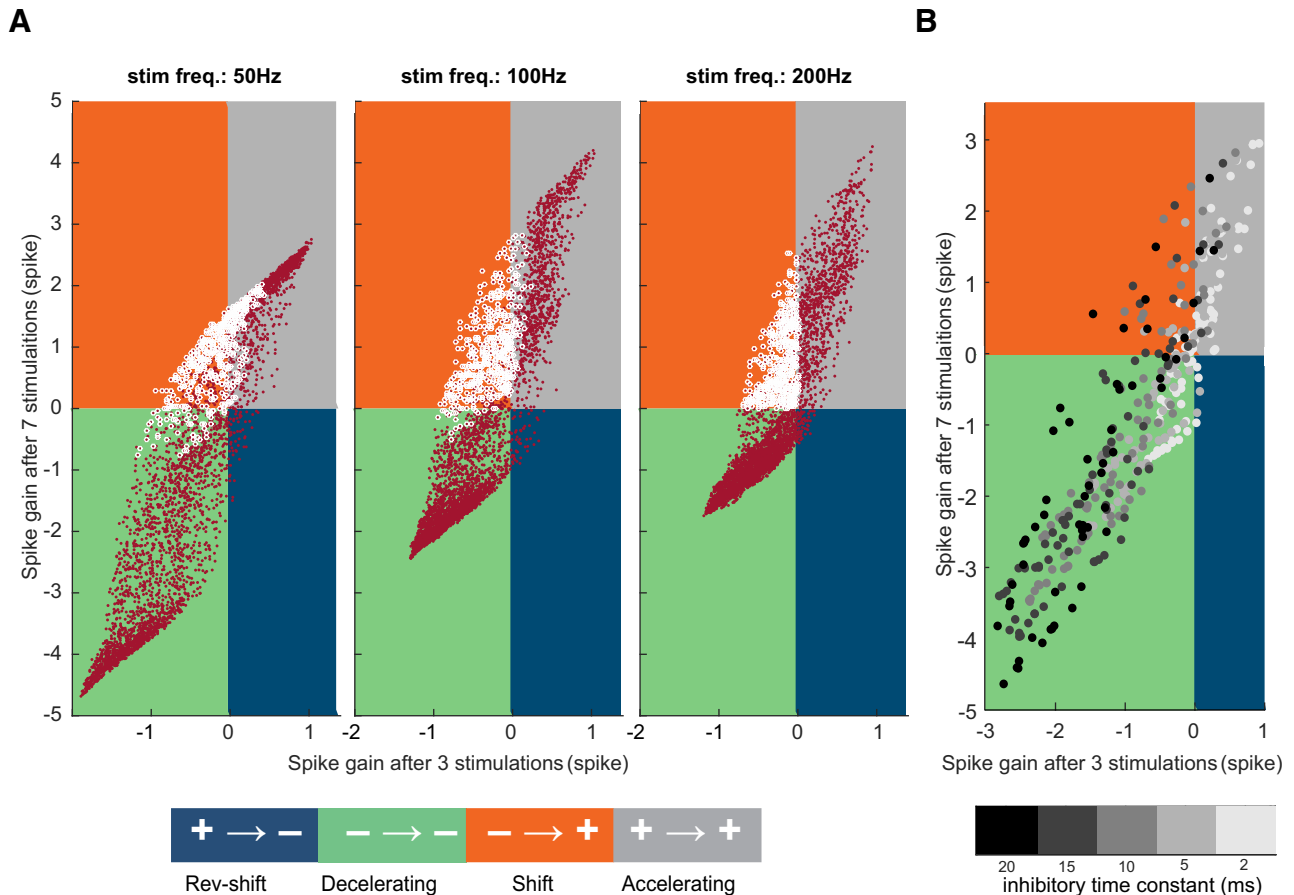 A
B
stim freq.: 50Hz
stim freq.: 100Hz
stim freq.: 200Hz
Spike gain after 7 stimulaitions (spike)
5
4
3
2
1
0
-1
-2
-3
-4
-5
-1
0
1
-2
-1
0
1
-2
-1
0
1
Spike gain after 3 stimulations (spike)
Spike gain after 7 stimulations (spike)
3
2
1
0
-1
-2
-3
-4
-5
-3
-2
-1
0
1
Spike gain after 3 stimulations (spike)
+ → −
− → −
− → +
+ → +
Rev-shift
Decelerating
Shift
Accelerating
20
15
10
5
2
inhibitory time constant (ms)